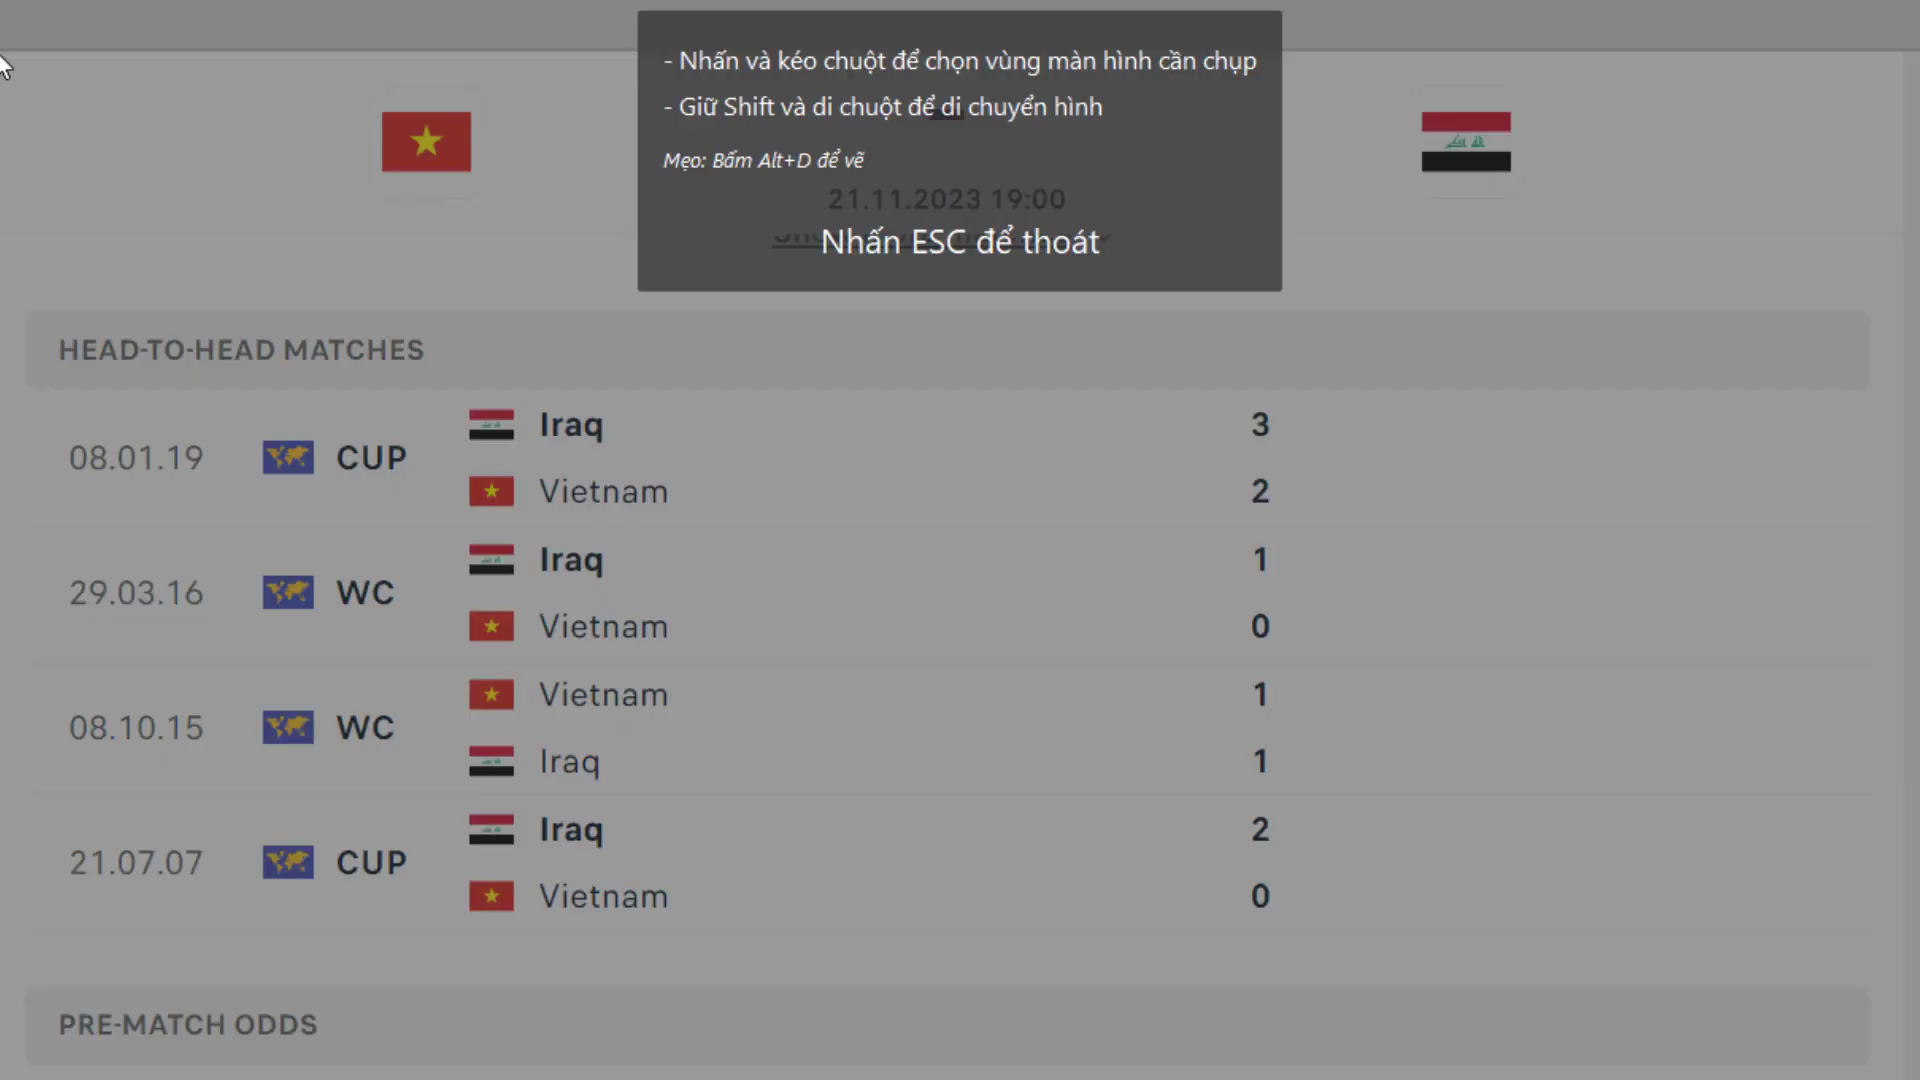 - Nhấn và kéo chuột để chọn vùng màn hình cần chụp
- Giữ Shift và di chuột để di chuyển hình
Mẹo: Bấm Alt+D để vẽ
21.11.2023 19:00
Nhấn ESC để thoát
HEAD-TO-HEAD MATCHES
Iraq 3
08.01.19 CUP
Vietnam 2
Iraq 1
29.03.16 WC
Vietnam 0
Vietnam 1
08.10.15 WC
Iraq 1
Iraq 2
21.07.07 CUP
Vietnam 0
PRE-MATCH ODDS